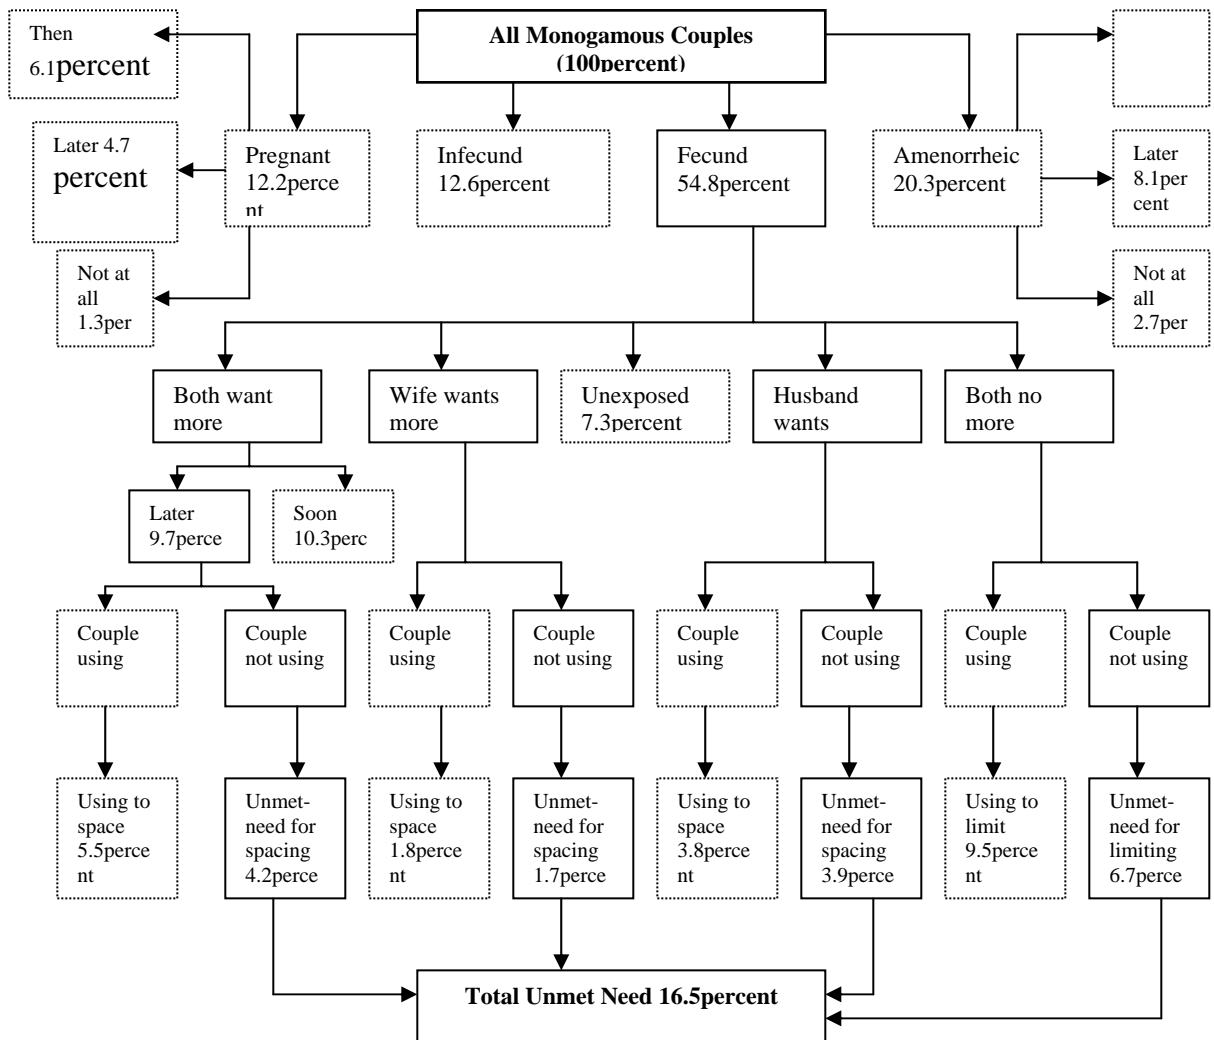 All Monogamous Couples
(100percent)
Then
6.1percent
Later 4.7
percent
Pregnant
12.2perce
nt
Infecund
12.6percent
Fecund
54.8percent
Amenorrheic
20.3percent
Later
8.1per
cent
Not at
all
1.3per
Not at
all
2.7per
Both want
more
Wife wants
more
Unexposed
7.3percent
Husband
wants
Both no
more
Later
9.7perce
Soon
10.3perc
Couple
using
Couple
not using
Couple
using
Couple
not using
Couple
using
Couple
not using
Couple
using
Couple
not using
Using to
space
5.5perce
nt
Unmet-
need for
spacing
4.2perce
Using to
space
1.8perce
nt
Unmet-
need for
spacing
1.7perce
Using to
space
3.8perce
nt
Unmet-
need for
spacing
3.9perce
Using to
limit
9.5perce
nt
Unmet-
need for
limiting
6.7perce
Total Unmet Need 16.5percent